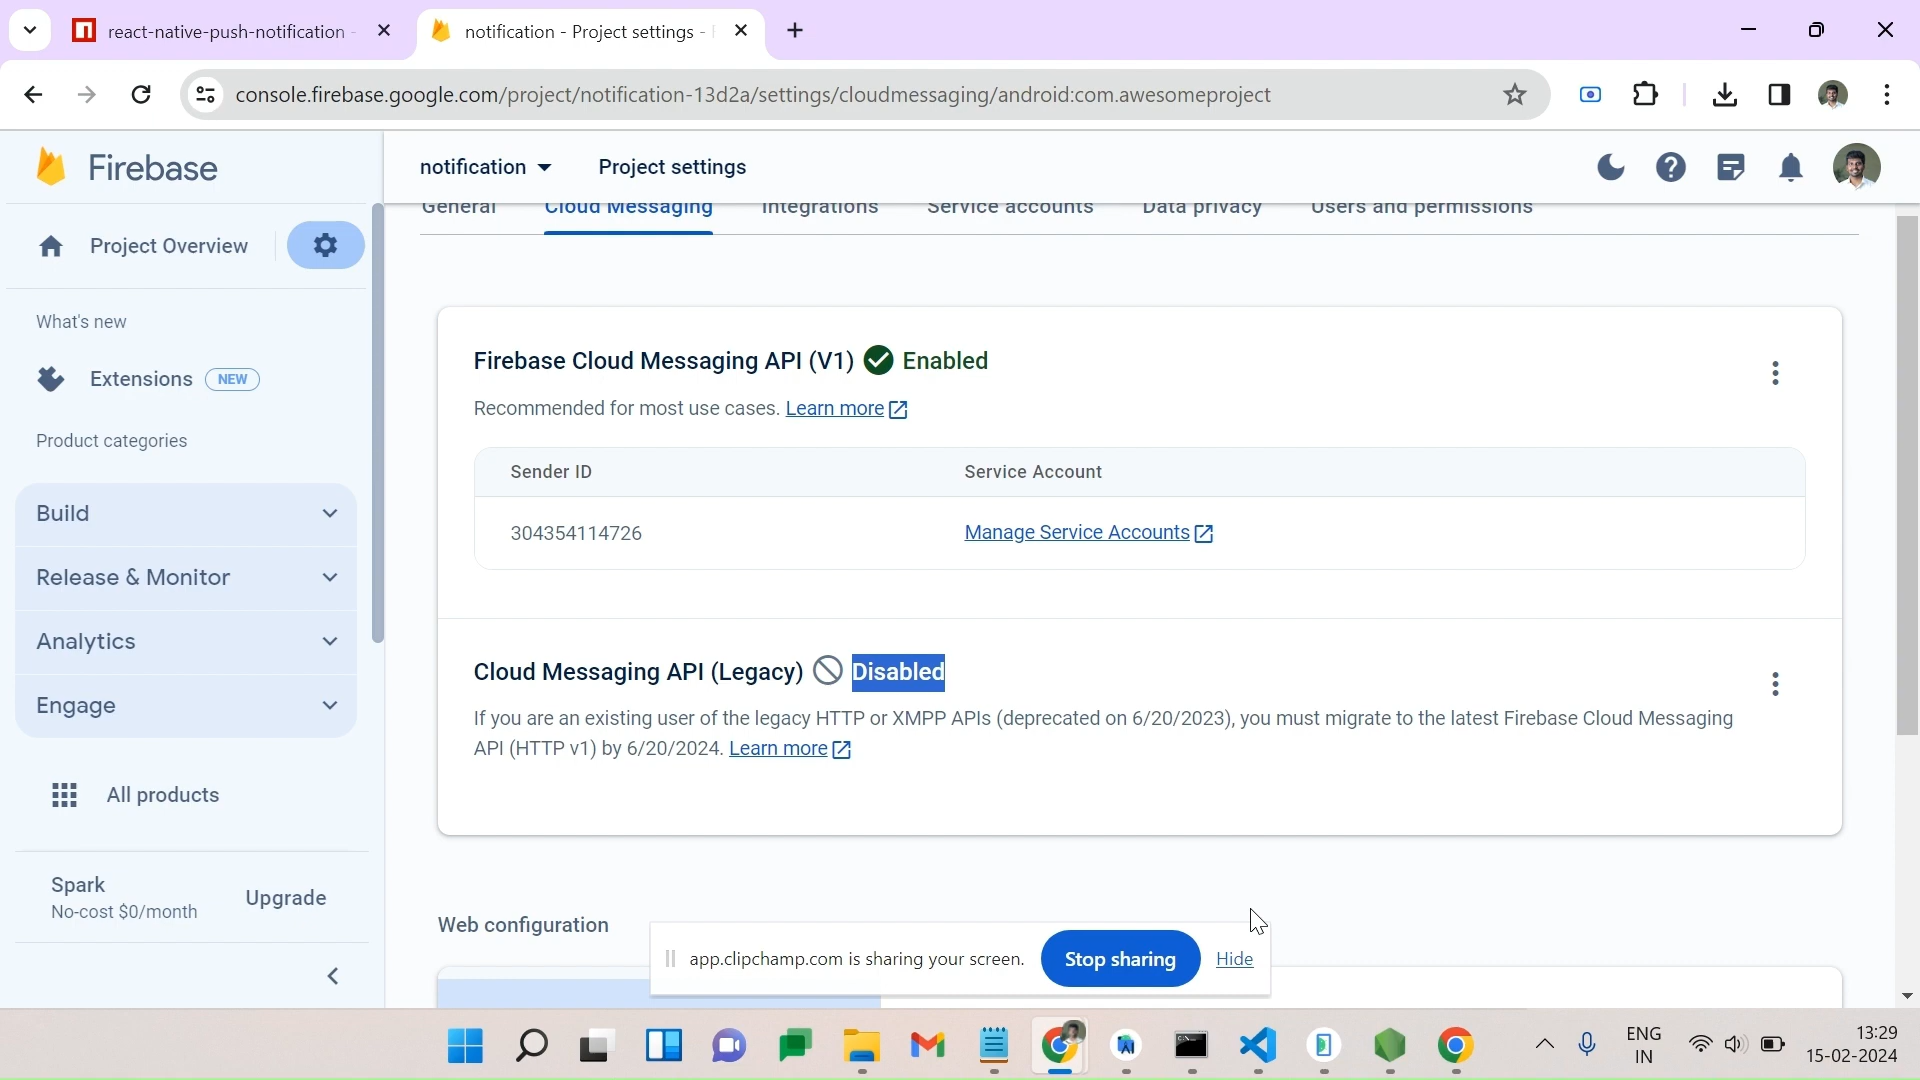 react-native-push-notification -
notification - Project settings -
console.firebase.google.com/project/notification-13d2a/settings/cloudmessaging/android:com.awesomeproject
Firebase
notification
Project settings
General
Cloud Messaging
Integrations
Service accounts
Data privacy
Users and permissions
Project Overview
What's new
Extensions NEW
Product categories
Build
Release & Monitor
Analytics
Engage
All products
Spark
No-cost $0/month
Upgrade
Firebase Cloud Messaging API (V1) Enabled
Recommended for most use cases. Learn more
Sender ID
Service Account
304354114726
Manage Service Accounts
Cloud Messaging API (Legacy) Disabled
If you are an existing user of the legacy HTTP or XMPP APIs (deprecated on 6/20/2023), you must migrate to the latest Firebase Cloud Messaging
API (HTTP v1) by 6/20/2024. Learn more
Web configuration
app.clipchamp.com is sharing your screen.
Stop sharing
Hide
ENG
IN
13:29
15-02-2024